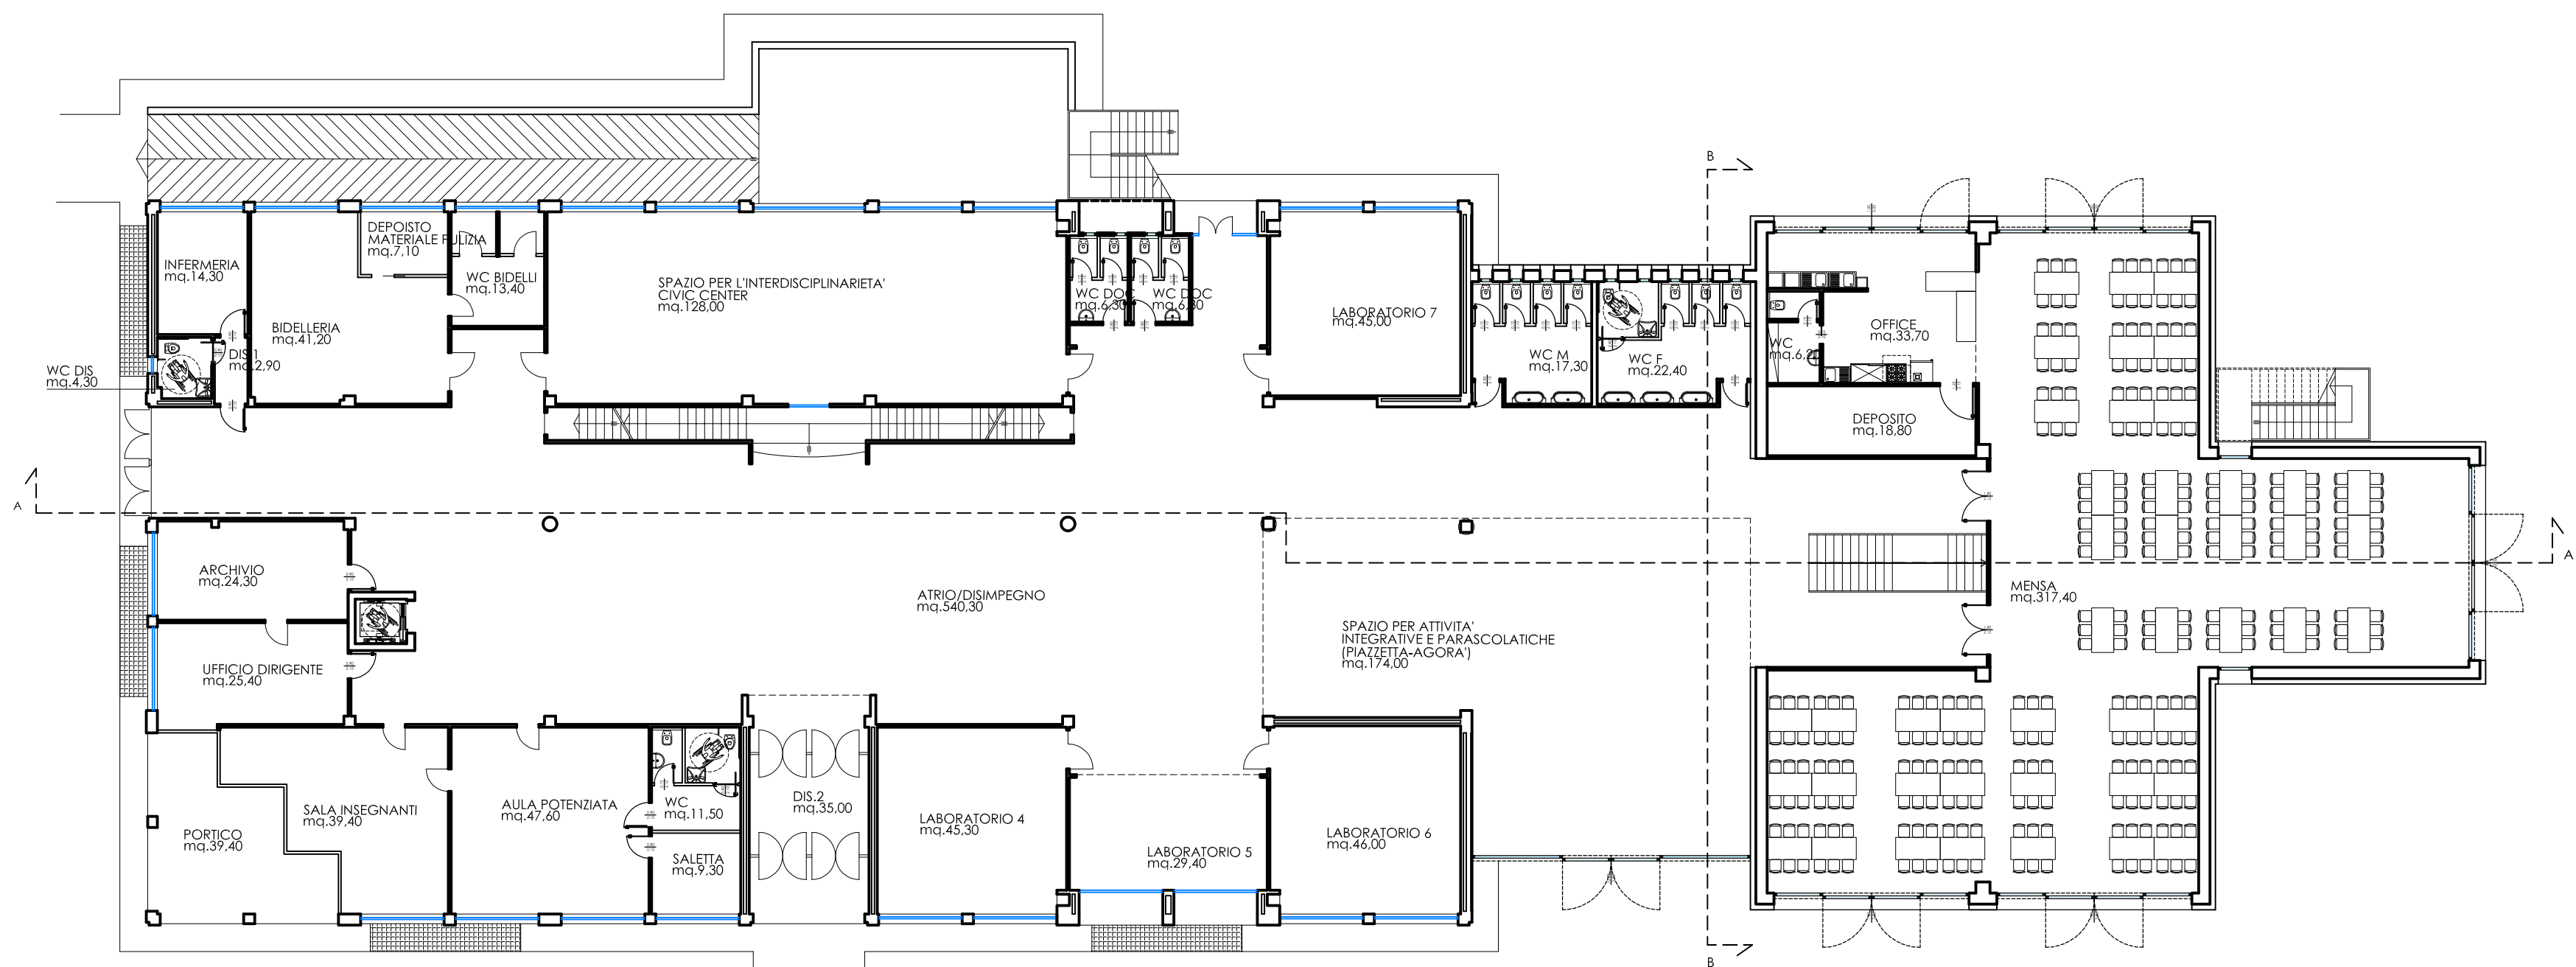 B
DEPOISTO
MATERIALE PULIZIA
mq.7,10
INFERMERIA
mq.14,30
WC BIDELLI
mq.13,40
SPAZIO PER L'INTERDISCIPLINARIETA'
CIVIC CENTER
mq.128,00
WC DOC
mq.6,80
WC DOC
mq.6,80
LABORATORIO 7
mq.45,00
BIDELLERIA
mq.41,20
DIS.1
mq.2,90
WC DIS
mq.4,30
WC M
mq.17,30
WC F
mq.22,40
WC
OFFICE
mq.33,70
DEPOSITO
mq.18,80
A
A
ARCHIVIO
mq.24,30
ATRIO/DISIMPEGNO
mq.540,30
MENSA
mq.317,40
SPAZIO PER ATTIVITA'
INTEGRATIVE E PARASCOLATICHE
(PIAZZETTA-AGORA')
mq.174,00
UFFICIO DIRIGENTE
mq.25,40
SALA INSEGNANTI
mq.39,40
AULA POTENZIATA
mq.47,60
WC
mq.11,50
DIS.2
mq.35,00
PORTICO
mq.39,40
LABORATORIO 4
mq.45,30
LABORATORIO 5
mq.29,40
LABORATORIO 6
mq.46,00
SALETTA
mq.9,30
B